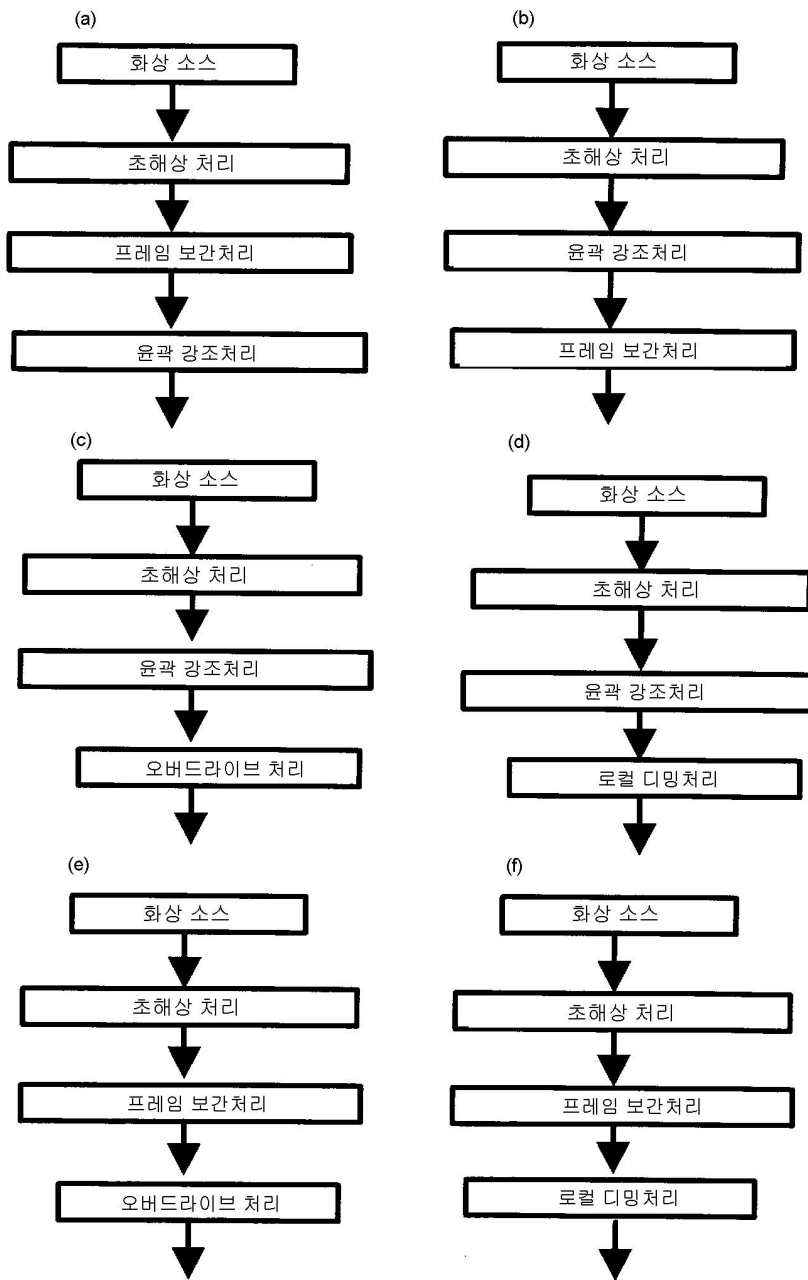 (a)
화상 소스
초해상 처리
프레임 보간처리
윤곽 강조처리
(b)
화상 소스
초해상 처리
윤곽 강조처리
프레임 보간처리
(c)
화상 소스
초해상 처리
윤곽 강조처리
오버드라이브 처리
(d)
화상 소스
초해상 처리
윤곽 강조처리
로컬 디밍처리
(e)
화상 소스
초해상 처리
프레임 보간처리
오버드라이브 처리
(f)
화상 소스
초해상 처리
프레임 보간처리
로컬 디밍처리